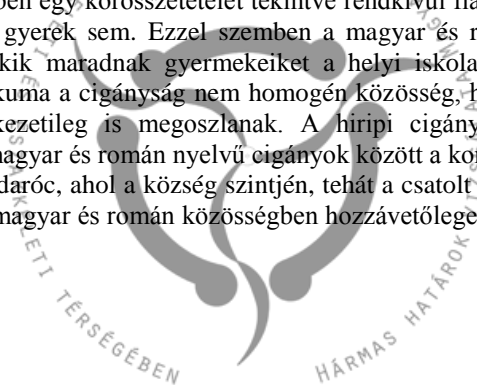 ben egy korösszetételét tekintve rendkívül
gyerek sem. Ezzel szemben a magyar és
kik maradnak gyermekeiket a helyi iskola
kuma a cigányság nem homogén közösség,
kezetileg is megoszlanak. A hiripi cigány
magyar és román nyelvű cigányok között a
daróc, ahol a község szintjén, tehát a csatolt
magyar és román közösségben hozzávetőlege
TÉRSÉGÉBEN
HÁRMAS HATÁROK